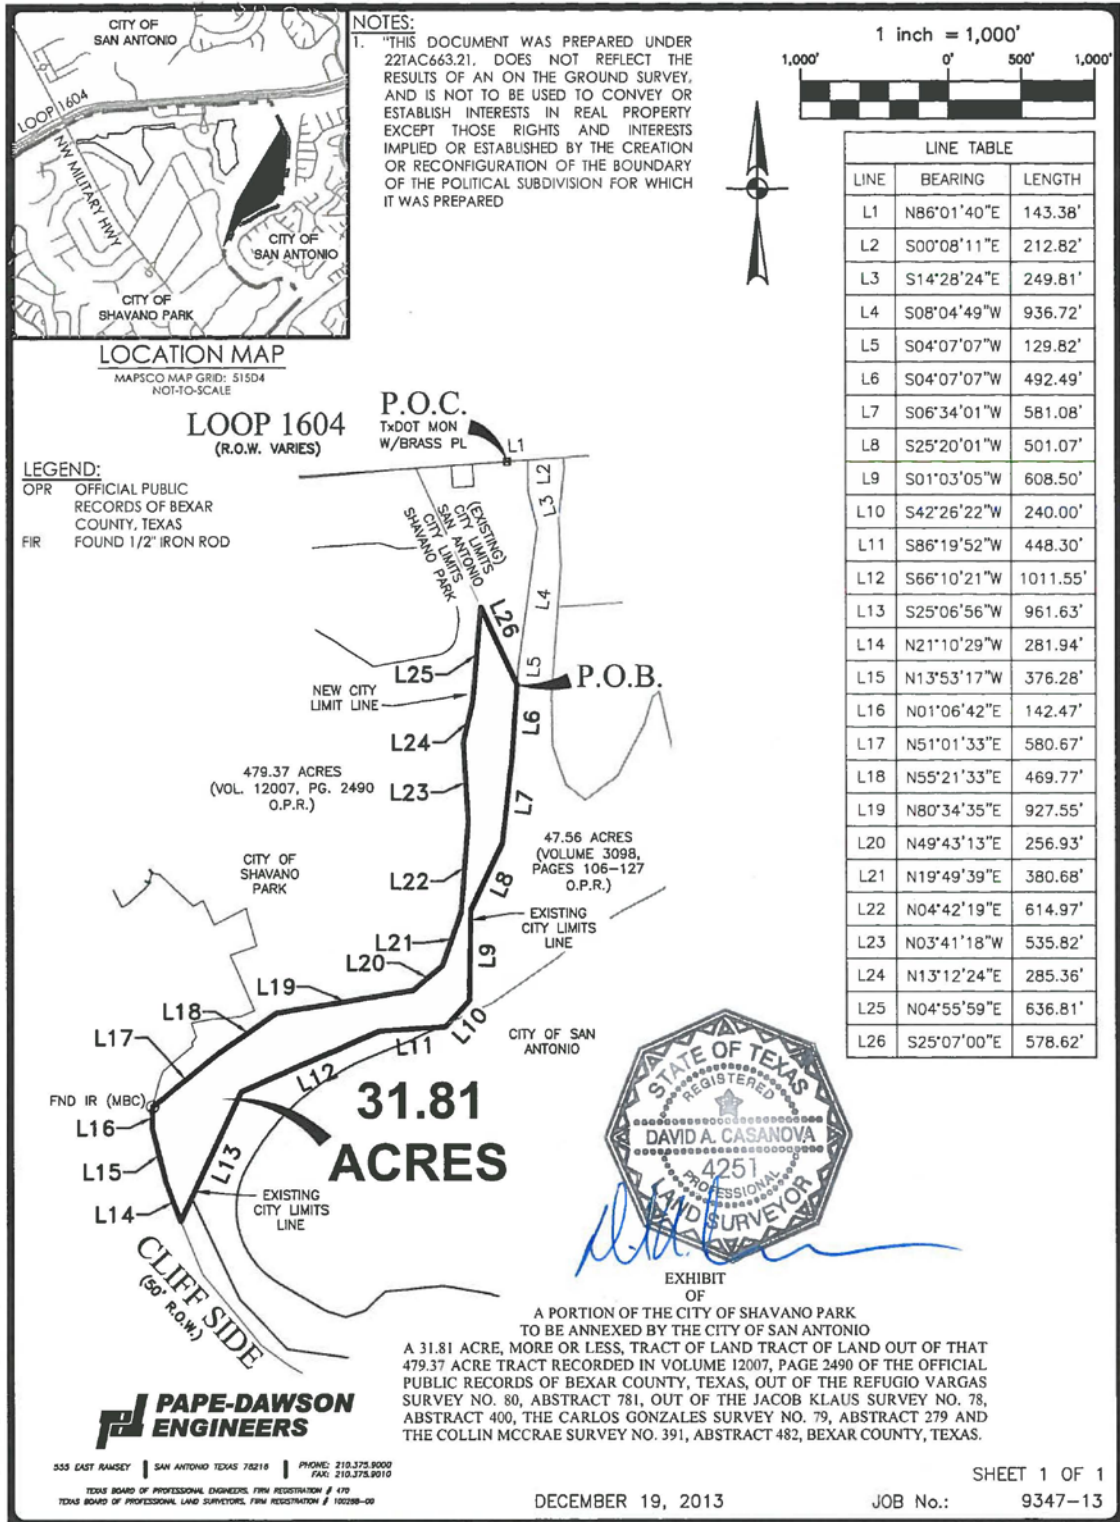 CITY OF
SAN ANTONIO
LOOP 1604
NW MILITARY HWY
CITY OF
SAN ANTONIO
CITY OF
SHAVANO PARK
LOCATION MAP
MAPSCO MAP GRID: 515D4
NOT-TO-SCALE
NOTES:
1. "THIS DOCUMENT WAS PREPARED UNDER
22TAC663.21, DOES NOT REFLECT THE
RESULTS OF AN ON THE GROUND SURVEY,
AND IS NOT TO BE USED TO CONVEY OR
ESTABLISH INTERESTS IN REAL PROPERTY
EXCEPT THOSE RIGHTS AND INTERESTS
IMPLIED OR ESTABLISHED BY THE CREATION
OR RECONFIGURATION OF THE BOUNDARY
OF THE POLITICAL SUBDIVISION FOR WHICH
IT WAS PREPARED
1 inch = 1,000'
1,000' 0' 500' 1,000'
LINE TABLE
LINE BEARING LENGTH
L1 N86°01'40"E 143.38'
L2 S00°08'11"E 212.82'
L3 S14°28'24"E 249.81'
L4 S08°04'49"W 936.72'
L5 S04°07'07"W 129.82'
L6 S04°07'07"W 492.49'
L7 S06°34'01"W 581.08'
L8 S25°20'01"W 501.07'
L9 S01°03'05"W 608.50'
L10 S42°26'22"W 240.00'
L11 S86°19'52"W 448.30'
L12 S66°10'21"W 1011.55'
L13 S25°06'56"W 961.63'
L14 N21°10'29"W 281.94'
L15 N13°53'17"W 376.28'
L16 N01°06'42"E 142.47'
L17 N51°01'33"E 580.67'
L18 N55°21'33"E 469.77'
L19 N80°34'35"E 927.55'
L20 N49°43'13"E 256.93'
L21 N19°49'39"E 380.68'
L22 N04°42'19"E 614.97'
L23 N03°41'18"W 535.82'
L24 N13°12'24"E 285.36'
L25 N04°55'59"E 636.81'
L26 S25°07'00"E 578.62'
LOOP 1604
(R.O.W. VARIES)
P.O.C.
TxDOT MON
W/BRASS PL
L1
LEGEND:
OPR OFFICIAL PUBLIC
RECORDS OF BEXAR
COUNTY, TEXAS
FIR FOUND 1/2" IRON ROD
L2
L3
(EXISTING)
CITY LIMITS
SAN ANTONIO
CITY LIMITS
SHAVANO PARK
L4
L26
L25
L5
P.O.B.
NEW CITY
LIMIT LINE
L6
L24
479.37 ACRES
(VOL. 12007, PG. 2490
O.P.R.)
L23
L7
47.56 ACRES
(VOLUME 3098,
PAGES 106-127
O.P.R.)
CITY OF
SHAVANO
PARK
L22
L8
EXISTING
CITY LIMITS
LINE
L21
L20
L9
L19
L18
L10
L17
L11
CITY OF SAN
ANTONIO
L12
FND IR (MBC)
L16
31.81
ACRES
L15
L13
L14
EXISTING
CITY LIMITS
LINE
CLIFF SIDE
(50' R.O.W.)
STATE OF TEXAS
REGISTERED
DAVID A. CASANOVA
4251
PROFESSIONAL
LAND SURVEYOR
EXHIBIT
OF
A PORTION OF THE CITY OF SHAVANO PARK
TO BE ANNEXED BY THE CITY OF SAN ANTONIO
A 31.81 ACRE, MORE OR LESS, TRACT OF LAND TRACT OF LAND OUT OF THAT
479.37 ACRE TRACT RECORDED IN VOLUME 12007, PAGE 2490 OF THE OFFICIAL
PUBLIC RECORDS OF BEXAR COUNTY, TEXAS, OUT OF THE REFUGIO VARGAS
SURVEY NO. 80, ABSTRACT 781, OUT OF THE JACOB KLAUS SURVEY NO. 78,
ABSTRACT 400, THE CARLOS GONZALES SURVEY NO. 79, ABSTRACT 279 AND
THE COLLIN MCCRAE SURVEY NO. 391, ABSTRACT 482, BEXAR COUNTY, TEXAS.
PAPE-DAWSON
ENGINEERS
555 EAST RAMSEY SAN ANTONIO TEXAS 78216 PHONE: 210.375.9000
FAX: 210.375.9010
TEXAS BOARD OF PROFESSIONAL ENGINEERS, FIRM REGISTRATION # 470
TEXAS BOARD OF PROFESSIONAL LAND SURVEYORS, FIRM REGISTRATION # 100288-00
DECEMBER 19, 2013
SHEET 1 OF 1
JOB No.: 9347-13